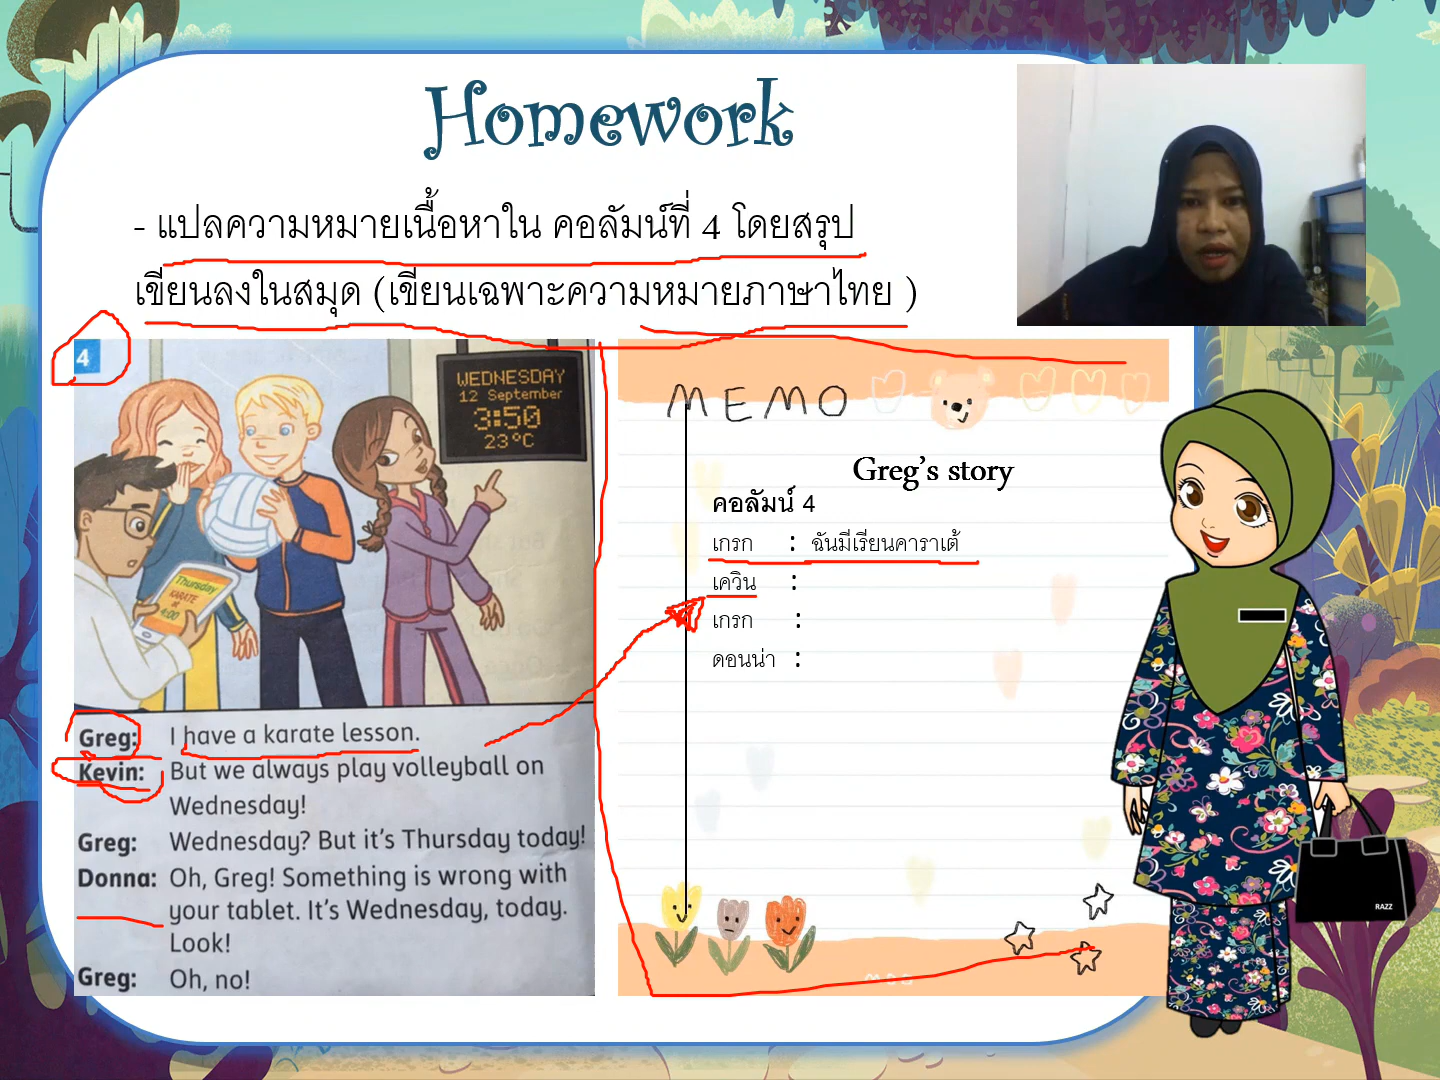 Homework
- แปลความหมายเนื้อหาใน คอลัมน์ที่ 4 โดยสรุป
เขียนลงในสมุด (เขียนเฉพาะความหมายภาษาไทย )
4
WEDNESDAY
12 September
3:50
23°C
Thursday
KARATE
at
4:00
Greg: I have a karate lesson.
Kevin: But we always play volleyball on
Wednesday!
Greg: Wednesday? But it's Thursday today!
Donna: Oh, Greg! Something is wrong with
your tablet. It's Wednesday, today.
Look!
Greg: Oh, no!
MEMO
Greg's story
คอลัมน์ 4
เกรก : ฉันมีเรียนคาราเต้
เควิน :
เกรก :
ดอนน่า :
RAZZ